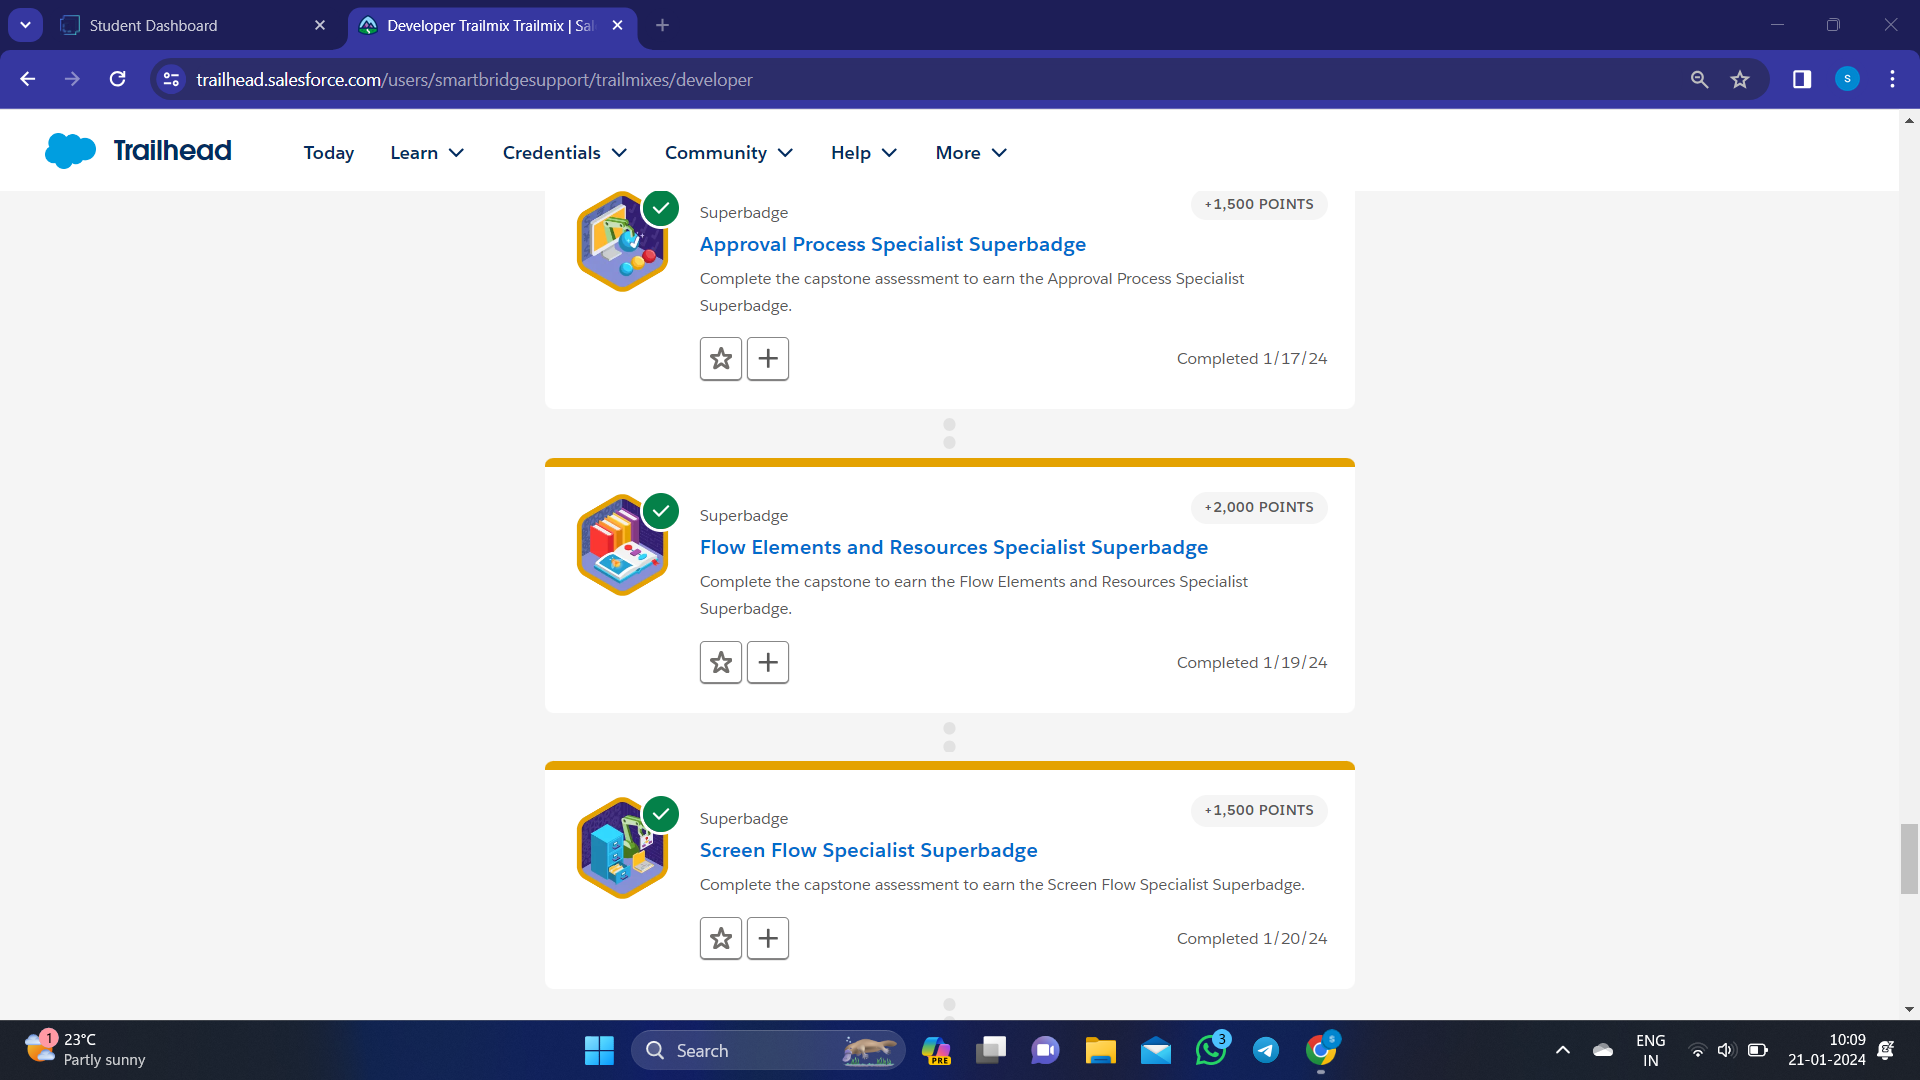 Student Dashboard
Developer Trailmix Trailmix | Sal
trailhead.salesforce.com/users/smartbridgesupport/trailmixes/developer
S
Trailhead
Today Learn Credentials Community Help More
Superbadge
+1,500 POINTS
Approval Process Specialist Superbadge
Complete the capstone assessment to earn the Approval Process Specialist
Superbadge.
Completed 1/17/24
Superbadge
+2,000 POINTS
Flow Elements and Resources Specialist Superbadge
Complete the capstone to earn the Flow Elements and Resources Specialist
Superbadge.
Completed 1/19/24
Superbadge
+1,500 POINTS
Screen Flow Specialist Superbadge
Complete the capstone assessment to earn the Screen Flow Specialist Superbadge.
Completed 1/20/24
1
23°C
Partly sunny
Search
PRE
3
S
ENG
IN
10:09
21-01-2024